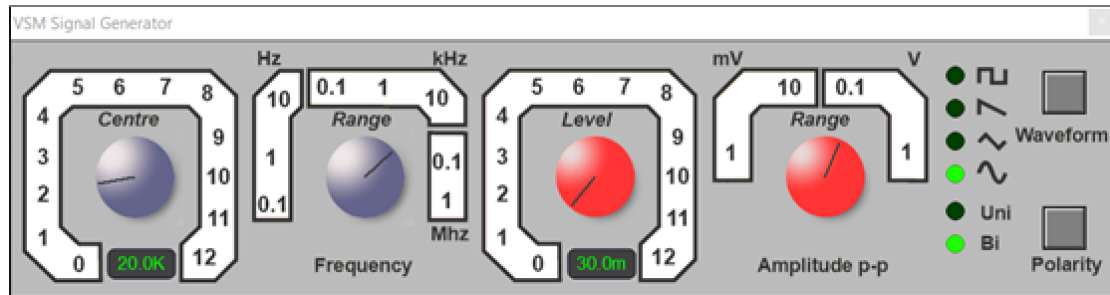 VSM Signal Generator
Hz kHz mV V
5 6 7 8
4 9
3 10
2 11
1 12
0
Centre
20.0K
10 0.1 1 10
1 0.1
0.1 1
Range
Mhz
Frequency
5 6 7 8
4 9
3 10
2 11
1 12
0
Level
30.0m
10 0.1
1 1
Range
Amplitude p-p
Waveform
Uni
Bi
Polarity